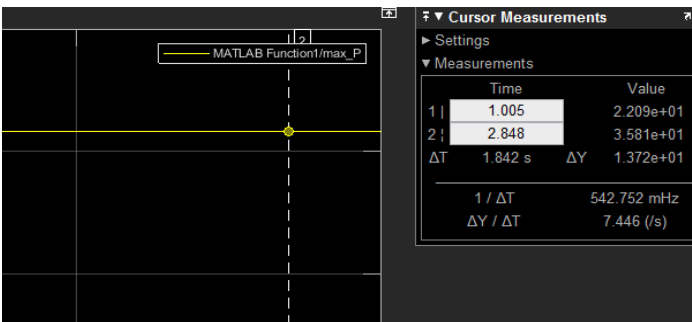 2
MATLAB Function1/max_P
▼ Cursor Measurements
► Settings
▼ Measurements
Time Value
1 | 1.005 2.209e+01
2 ¦ 2.848 3.581e+01
ΔT 1.842 s ΔY 1.372e+01
1 / ΔT 542.752 mHz
ΔY / ΔT 7.446 (/s)